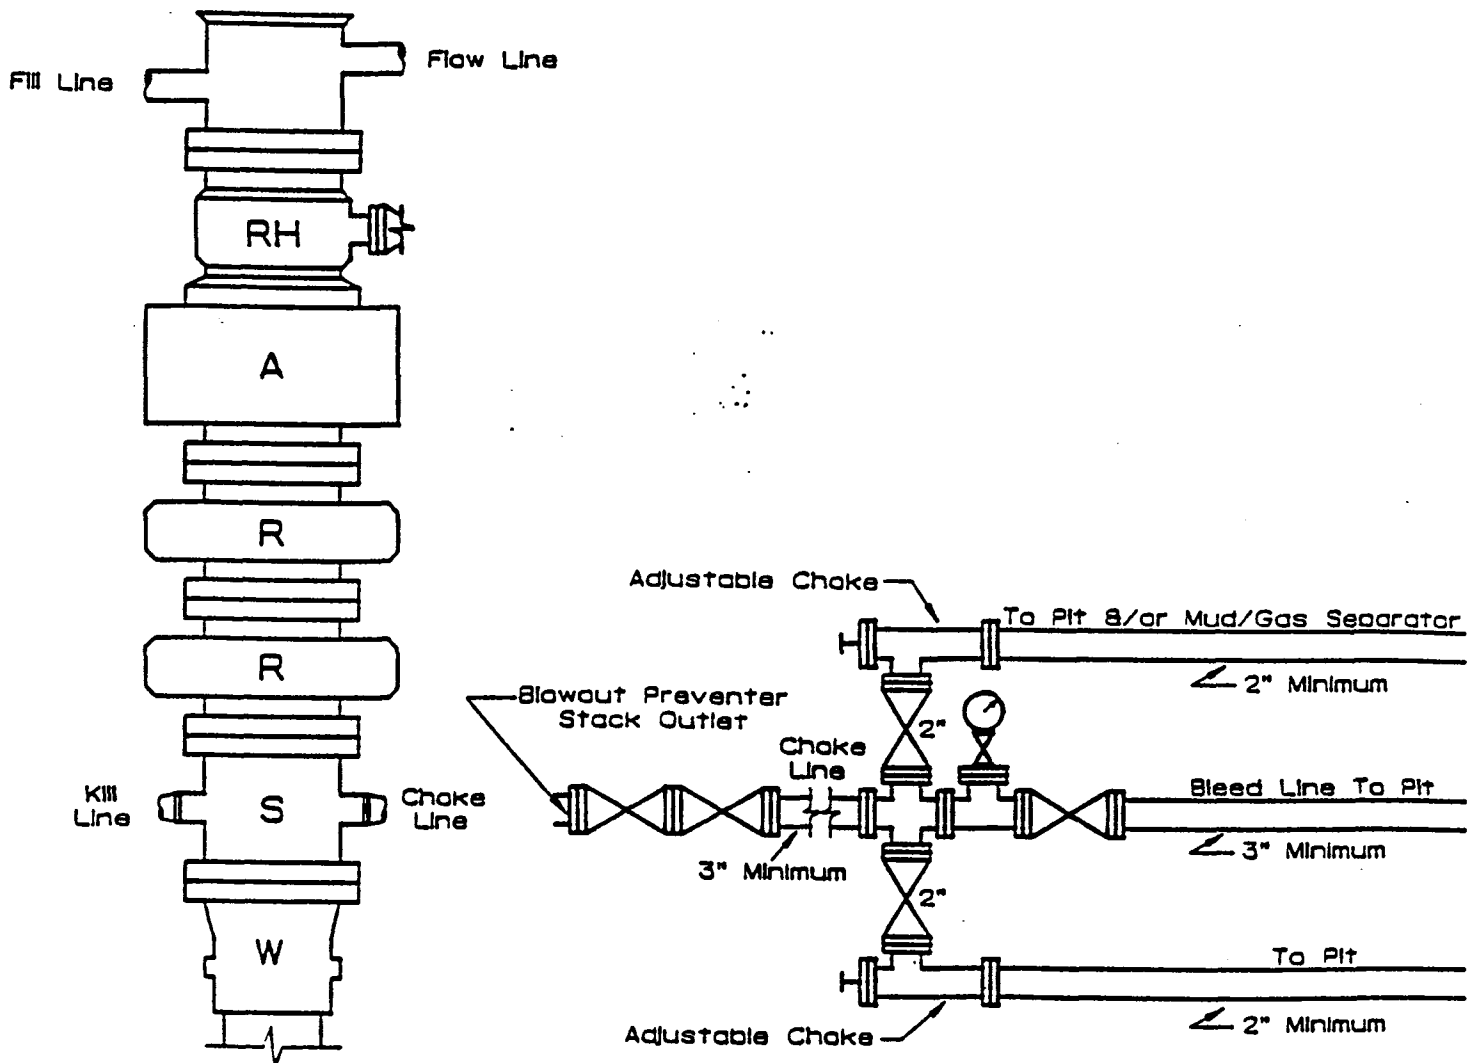 Fill Line
Flow Line
RH
A
R
R
Kill
Line
S
Choke
Line
W
Adjustable Choke
To Pit &/or Mud/Gas Separator
2" Minimum
Blowout Preventer
Stack Outlet
2"
Choke
Line
Bleed Line To Pit
3" Minimum
3" Minimum
2"
To Pit
2" Minimum
Adjustable Choke